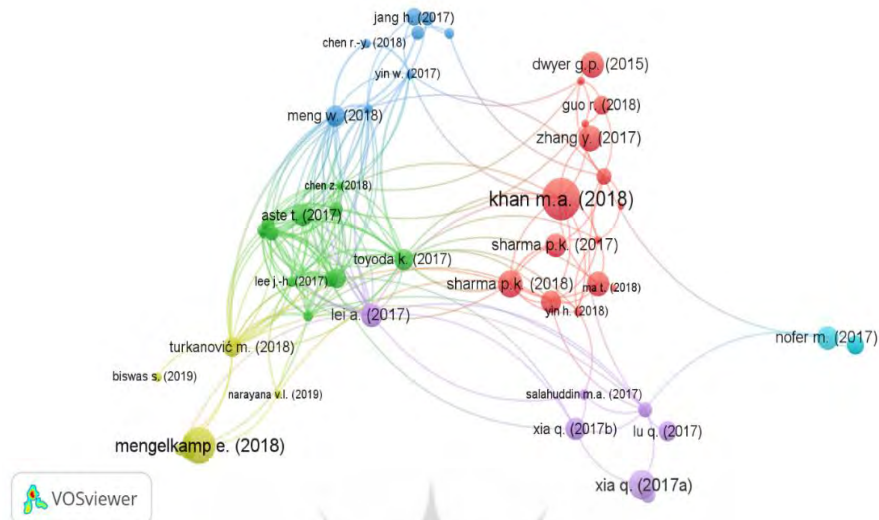 jang h. (2017)
chen r.-y. (2018)
yin w. (2017)
dwyer g.p. (2015)
guo r. (2018)
meng w. (2018)
zhang y. (2017)
chen z. (2018)
khan m.a. (2018)
aste t. (2017)
sharma p.k. (2017)
toyoda k. (2017)
lee j.-h. (2017)
sharma p.k. (2018)
ma t. (2018)
yin h. (2018)
lei a. (2017)
nofer m. (2017)
turkanović m. (2018)
biswas s. (2019)
narayana v.l. (2019)
salahuddin m.a. (2017)
xia q. (2017b)
lu q. (2017)
mengelkamp e. (2018)
xia q. (2017a)
VOSviewer